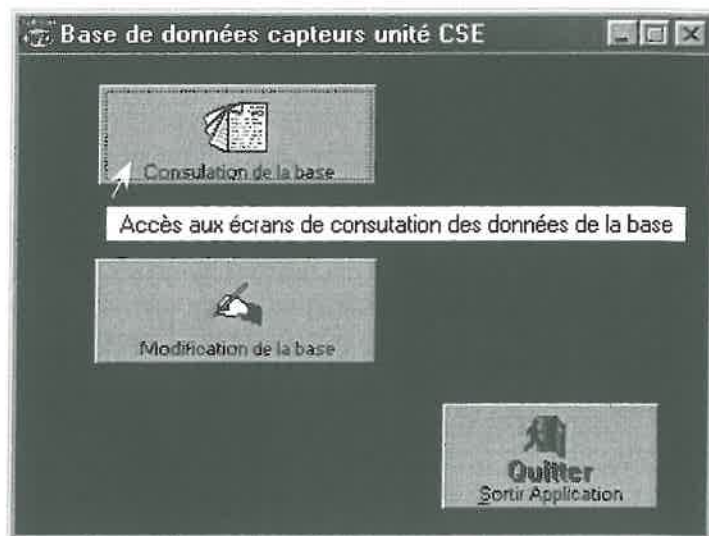 Base de données capteurs unité CSE
Consulation de la base
Accès aux écrans de consutation des données de la base
Modification de la base
Quitter
Sortir Application